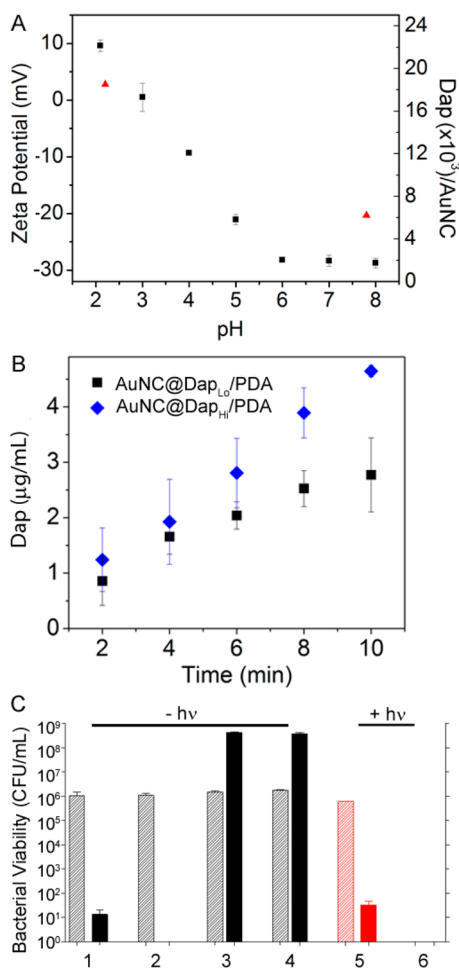 A
Zeta Potential (mV)
10
0
-10
-20
-30
24
20
16
12
8
4
0
Dap (x10³)/AuNC
2 3 4 5 6 7 8
pH
B
AuNC@Dap_Lo/PDA
AuNC@Dap_Hi/PDA
Dap (µg/mL)
4
3
2
1
0
2 4 6 8 10
Time (min)
C
- hν + hν
Bacterial Viability (CFU/mL)
10⁹
10⁸
10⁷
10⁶
10⁵
10⁴
10³
10²
10¹
10⁰
1 2 3 4 5 6